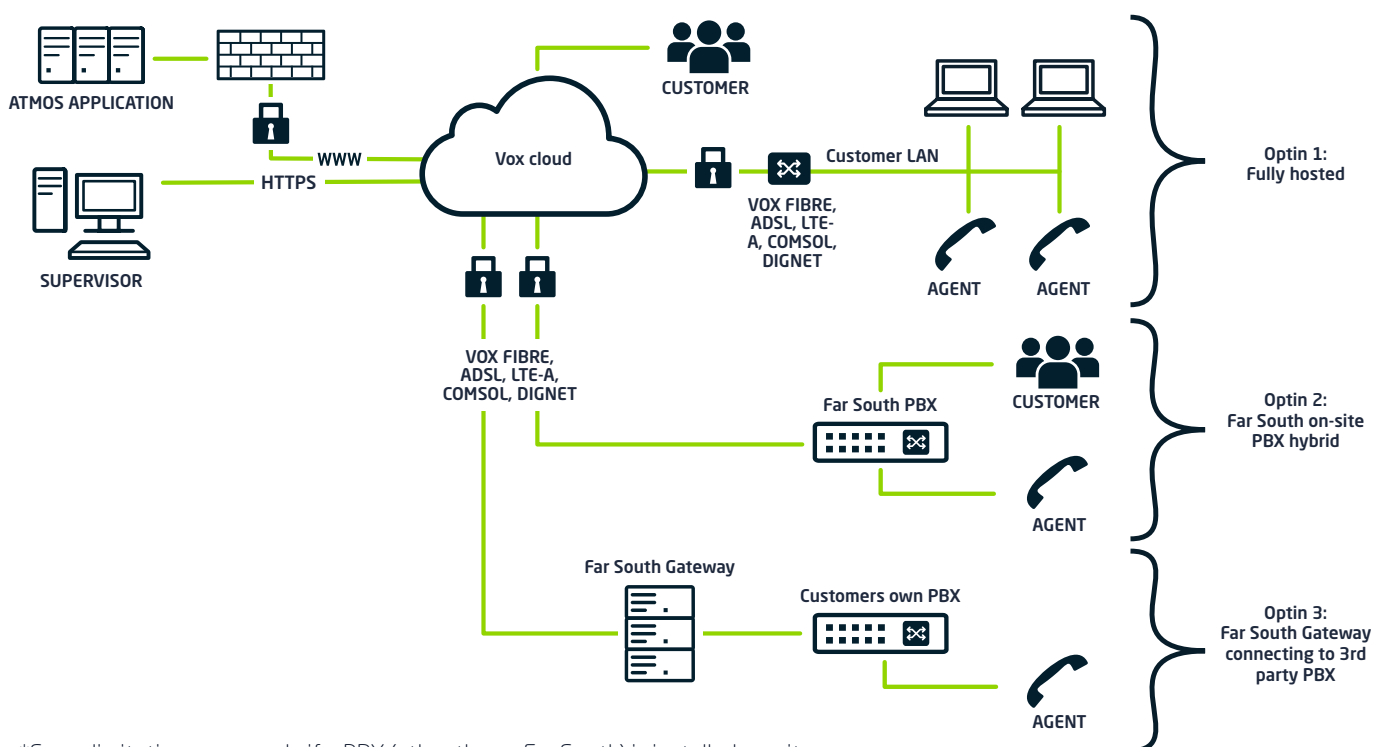 ATMOS APPLICATION
CUSTOMER
WWW
HTTPS
Vox cloud
SUPERVISOR
Customer LAN
VOX FIBRE,
ADSL, LTE-
A, COMSOL,
DIGNET
AGENT
AGENT
Optin 1:
Fully hosted
VOX FIBRE,
ADSL, LTE-A,
COMSOL, DIGNET
Far South PBX
CUSTOMER
AGENT
Optin 2:
Far South on-site
PBX hybrid
Far South Gateway
Customers own PBX
AGENT
Optin 3:
Far South Gateway
connecting to 3rd
party PBX